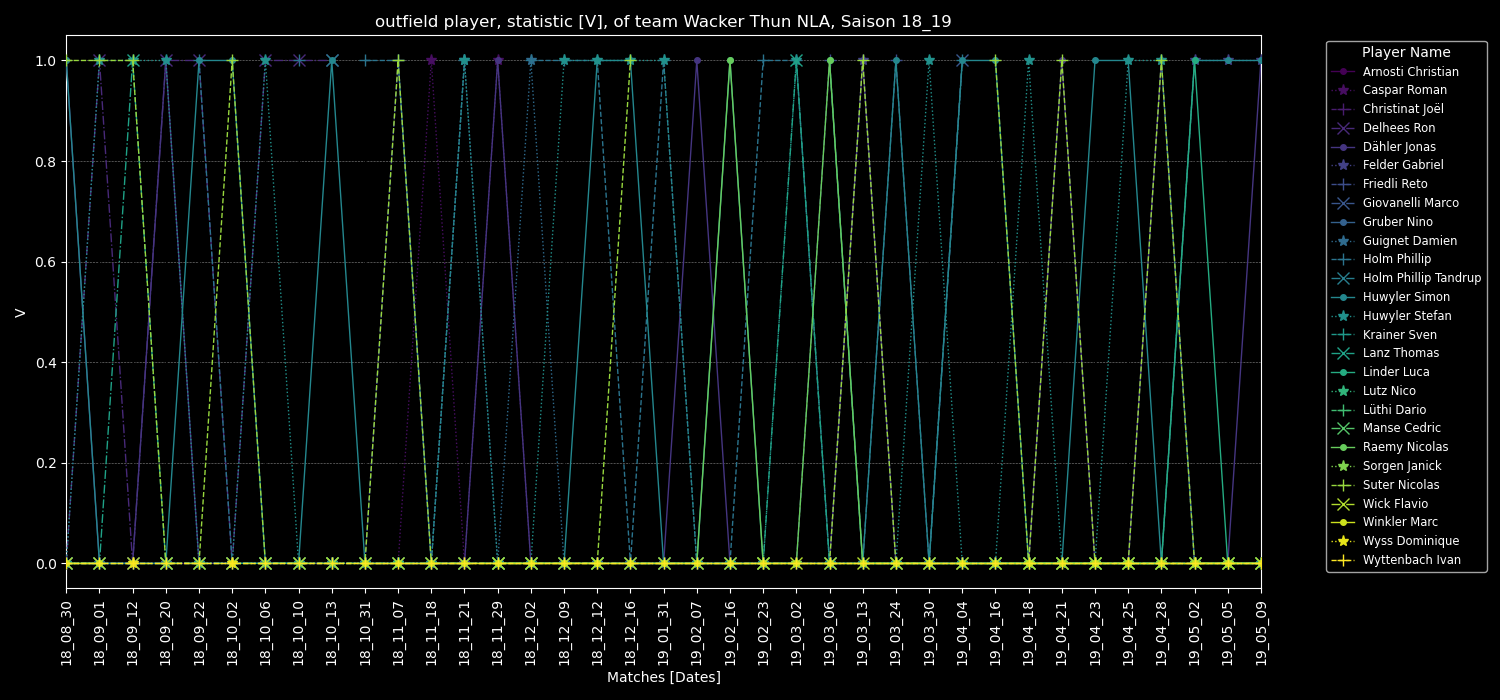 outfield player, statistic [V], of team Wacker Thun NLA, Saison 18_19
V
1.0
0.8
0.6
0.4
0.2
0.0
18_08_30
18_09_01
18_09_12
18_09_20
18_09_22
18_10_02
18_10_06
18_10_10
18_10_13
18_10_31
18_11_07
18_11_18
18_11_21
18_11_29
18_12_02
18_12_09
18_12_12
18_12_16
19_01_31
19_02_07
19_02_16
19_02_23
19_03_02
19_03_06
19_03_13
19_03_24
19_03_30
19_04_04
19_04_16
19_04_18
19_04_21
19_04_23
19_04_25
19_04_28
19_05_02
19_05_05
19_05_09
Matches [Dates]
Player Name
Arnosti Christian
Caspar Roman
Christinat Joël
Delhees Ron
Dähler Jonas
Felder Gabriel
Friedli Reto
Giovanelli Marco
Gruber Nino
Guignet Damien
Holm Phillip
Holm Phillip Tandrup
Huwyler Simon
Huwyler Stefan
Krainer Sven
Lanz Thomas
Linder Luca
Lutz Nico
Lüthi Dario
Manse Cedric
Raemy Nicolas
Sorgen Janick
Suter Nicolas
Wick Flavio
Winkler Marc
Wyss Dominique
Wyttenbach Ivan